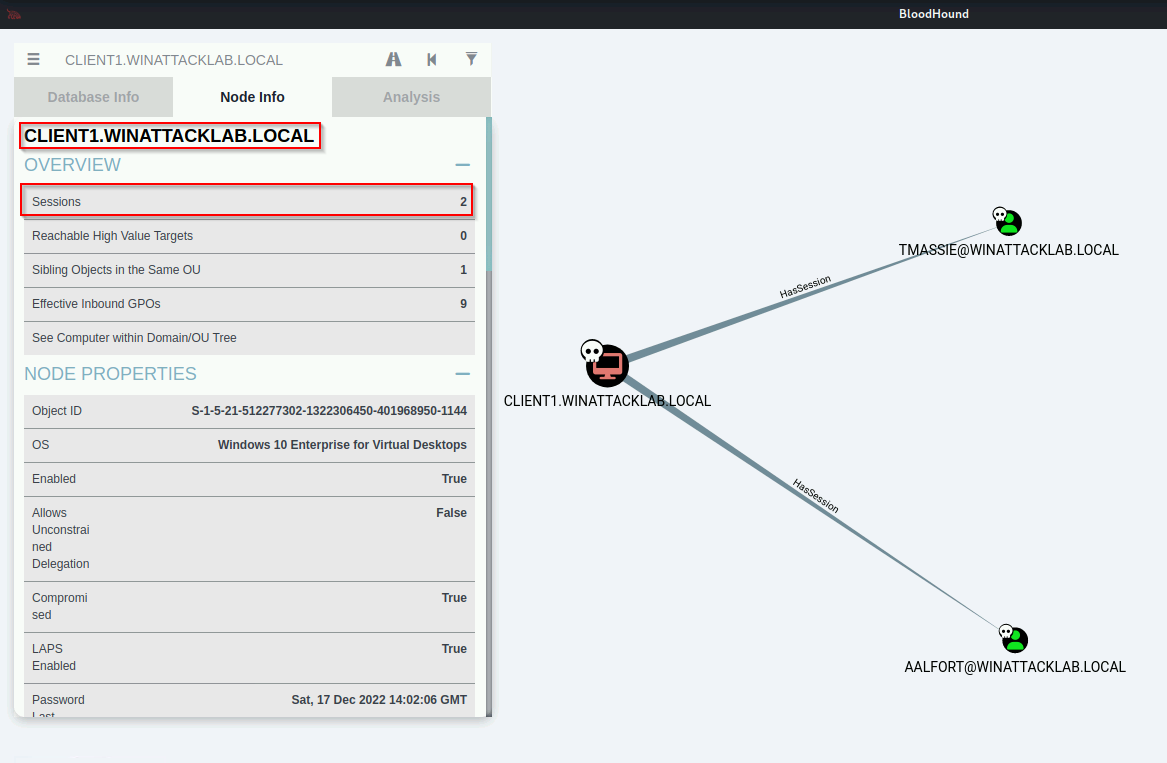 BloodHound
CLIENT1.WINATTACKLAB.LOCAL
Database Info
Node Info
Analysis
CLIENT1.WINATTACKLAB.LOCAL
OVERVIEW
Sessions 2
Reachable High Value Targets 0
Sibling Objects in the Same OU 1
Effective Inbound GPOs 9
See Computer within Domain/OU Tree
NODE PROPERTIES
Object ID S-1-5-21-512277302-1322306450-401968950-1144
OS Windows 10 Enterprise for Virtual Desktops
Enabled True
Allows False
Unconstrai
ned
Delegation
Compromi True
sed
LAPS True
Enabled
Password Sat, 17 Dec 2022 14:02:06 GMT
Last
TMASSIE@WINATTACKLAB.LOCAL
HasSession
CLIENT1.WINATTACKLAB.LOCAL
HasSession
AALFORT@WINATTACKLAB.LOCAL